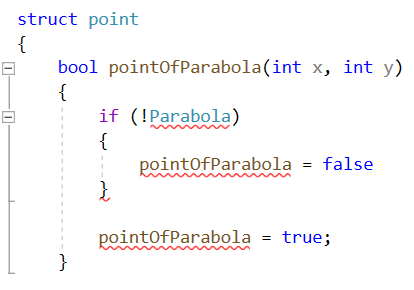 struct point
{
bool pointOfParabola(int x, int y)
{
if (!Parabola)
{
pointOfParabola = false
}
pointOfParabola = true;
}